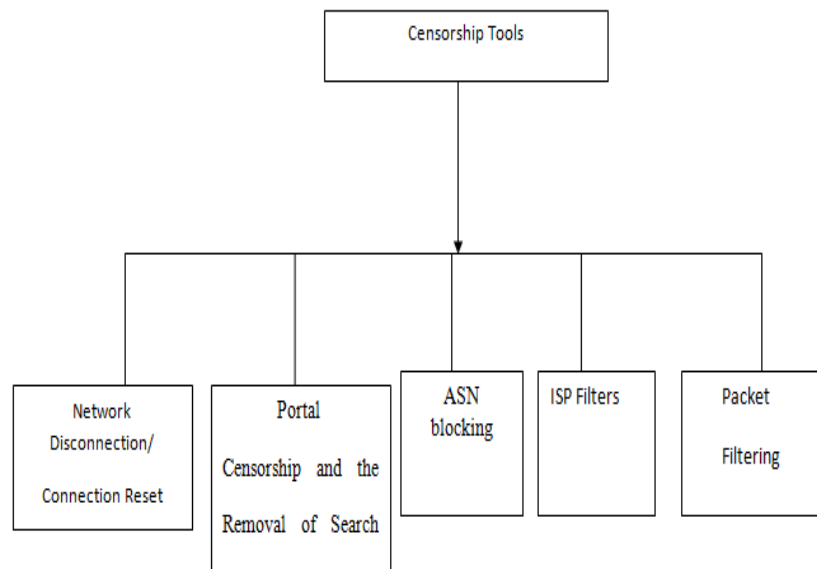 Censorship Tools
Network
Disconnection/
Connection Reset
Portal
Censorship and the
Removal of Search
ASN
blocking
ISP Filters
Packet
Filtering